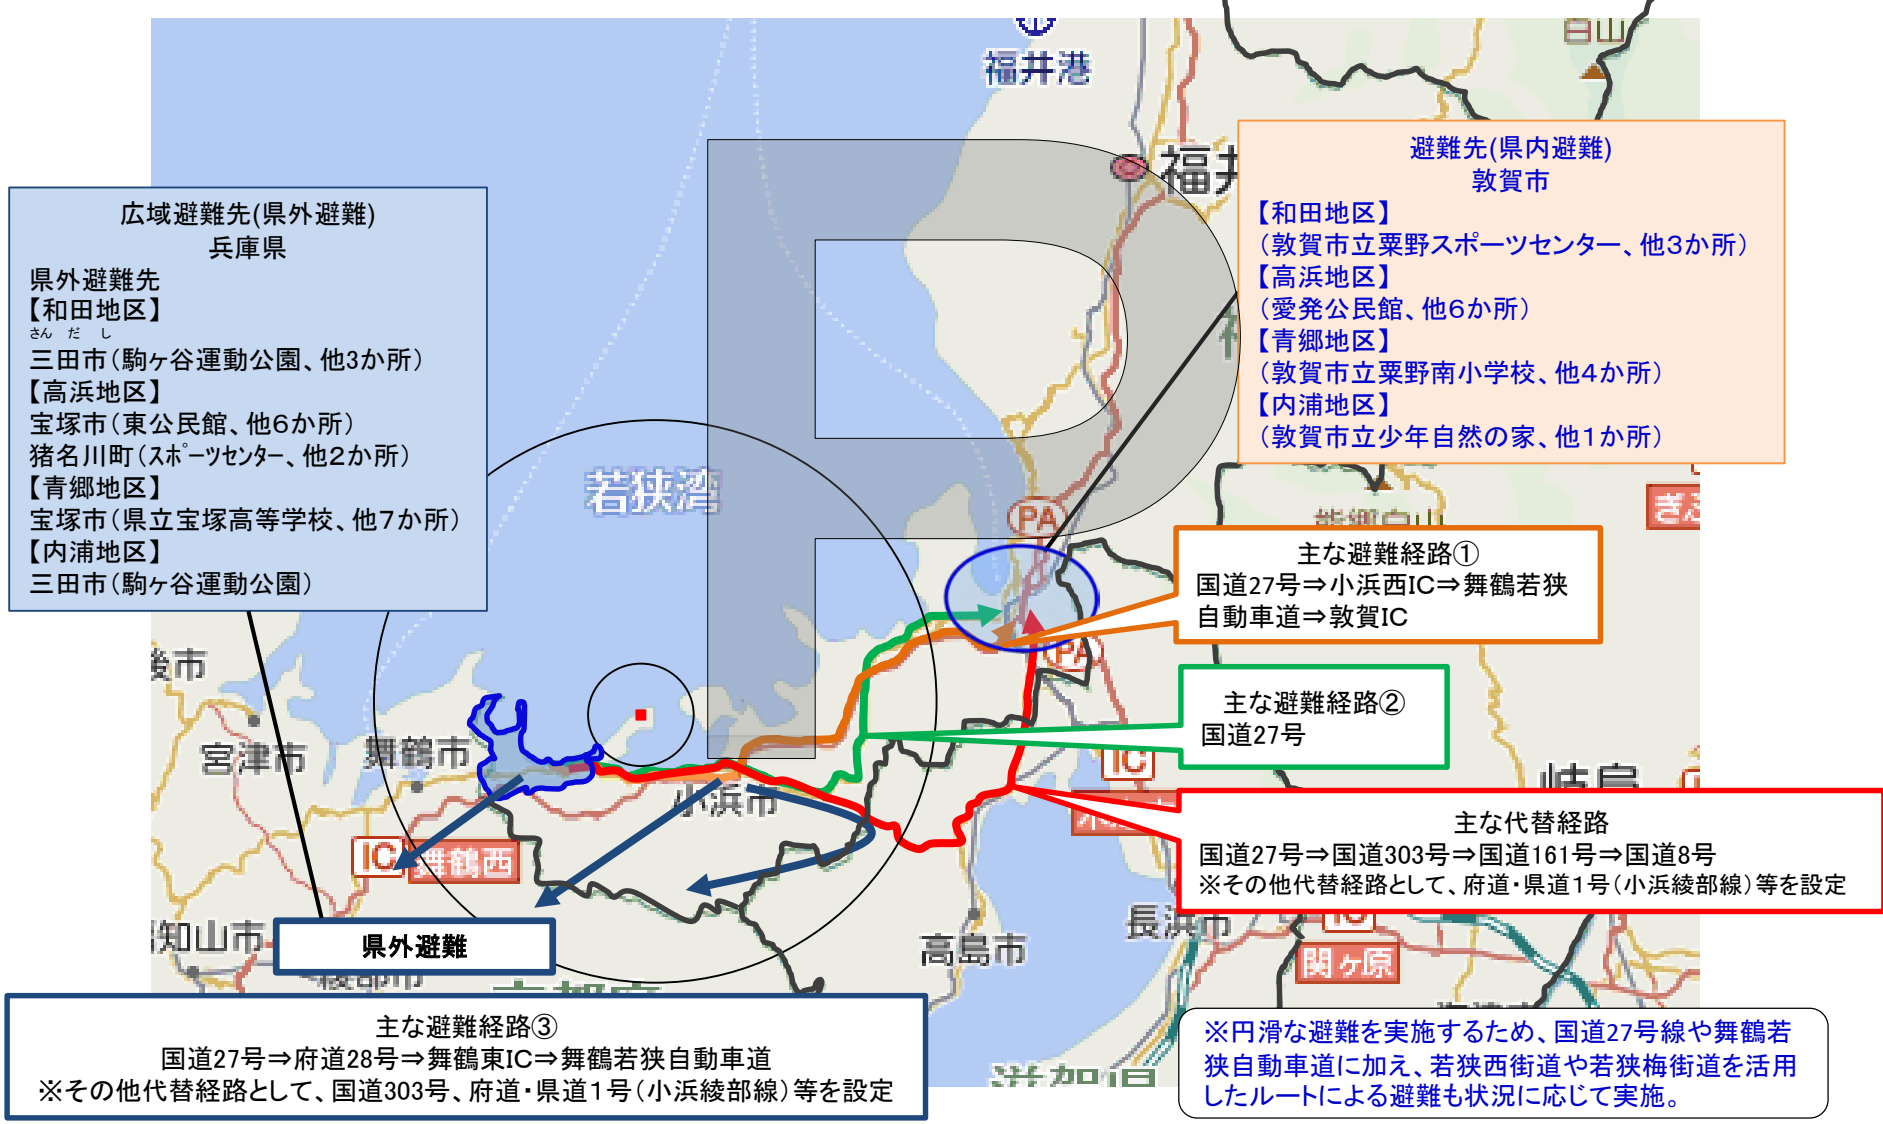 福井港
白山
福井
避難先(県内避難)
敦賀市
【和田地区】
（敦賀市立粟野スポーツセンター、他3か所）
【高浜地区】
（愛発公民館、他6か所）
【青郷地区】
（敦賀市立粟野南小学校、他4か所）
【内浦地区】
（敦賀市立少年自然の家、他1か所）
広域避難先(県外避難)
兵庫県
県外避難先
【和田地区】
さん だ し
三田市（駒ヶ谷運動公園、他3か所）
【高浜地区】
宝塚市（東公民館、他6か所）
猪名川町（スポーツセンター、他2か所）
【青郷地区】
宝塚市（県立宝塚高等学校、他7か所）
【内浦地区】
三田市（駒ヶ谷運動公園）
若狭湾
PA
能郷白山
主な避難経路①
国道27号⇒小浜西IC⇒舞鶴若狭
自動車道⇒敦賀IC
PA
主な避難経路②
国道27号
後市
宮津市
舞鶴市
小浜市
IC
岐阜
IC
舞鶴西
主な代替経路
国道27号⇒国道303号⇒国道161号⇒国道8号
※その他代替経路として、府道・県道1号（小浜綾部線）等を設定
知山市
県外避難
綾部市
高島市
長浜市
IC
関ヶ原
京都府
主な避難経路③
国道27号⇒府道28号⇒舞鶴東IC⇒舞鶴若狭自動車道
※その他代替経路として、国道303号、府道・県道1号（小浜綾部線）等を設定
滋賀県
※円滑な避難を実施するため、国道27号線や舞鶴若
狭自動車道に加え、若狭西街道や若狭梅街道を活用
したルートによる避難も状況に応じて実施。